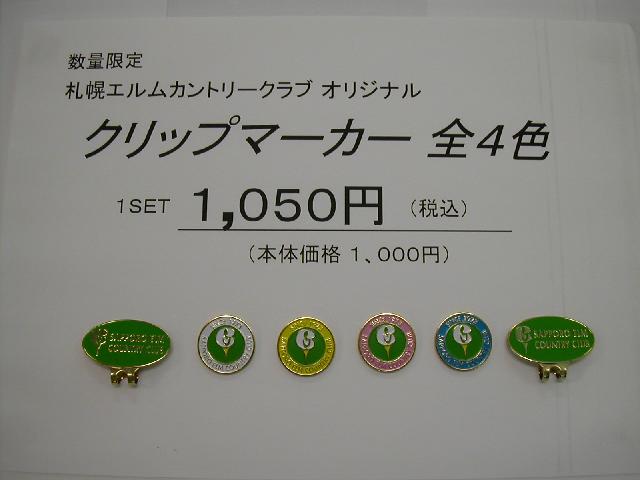 数量限定
札幌エルムカントリークラブ オリジナル
クリップマーカー 全4色
1SET 1,050円 (税込)
(本体価格 1、000円)
SAPPORO ELM
COUNTRY CLUB
SAPPORO ELM
COUNTRY CLUB